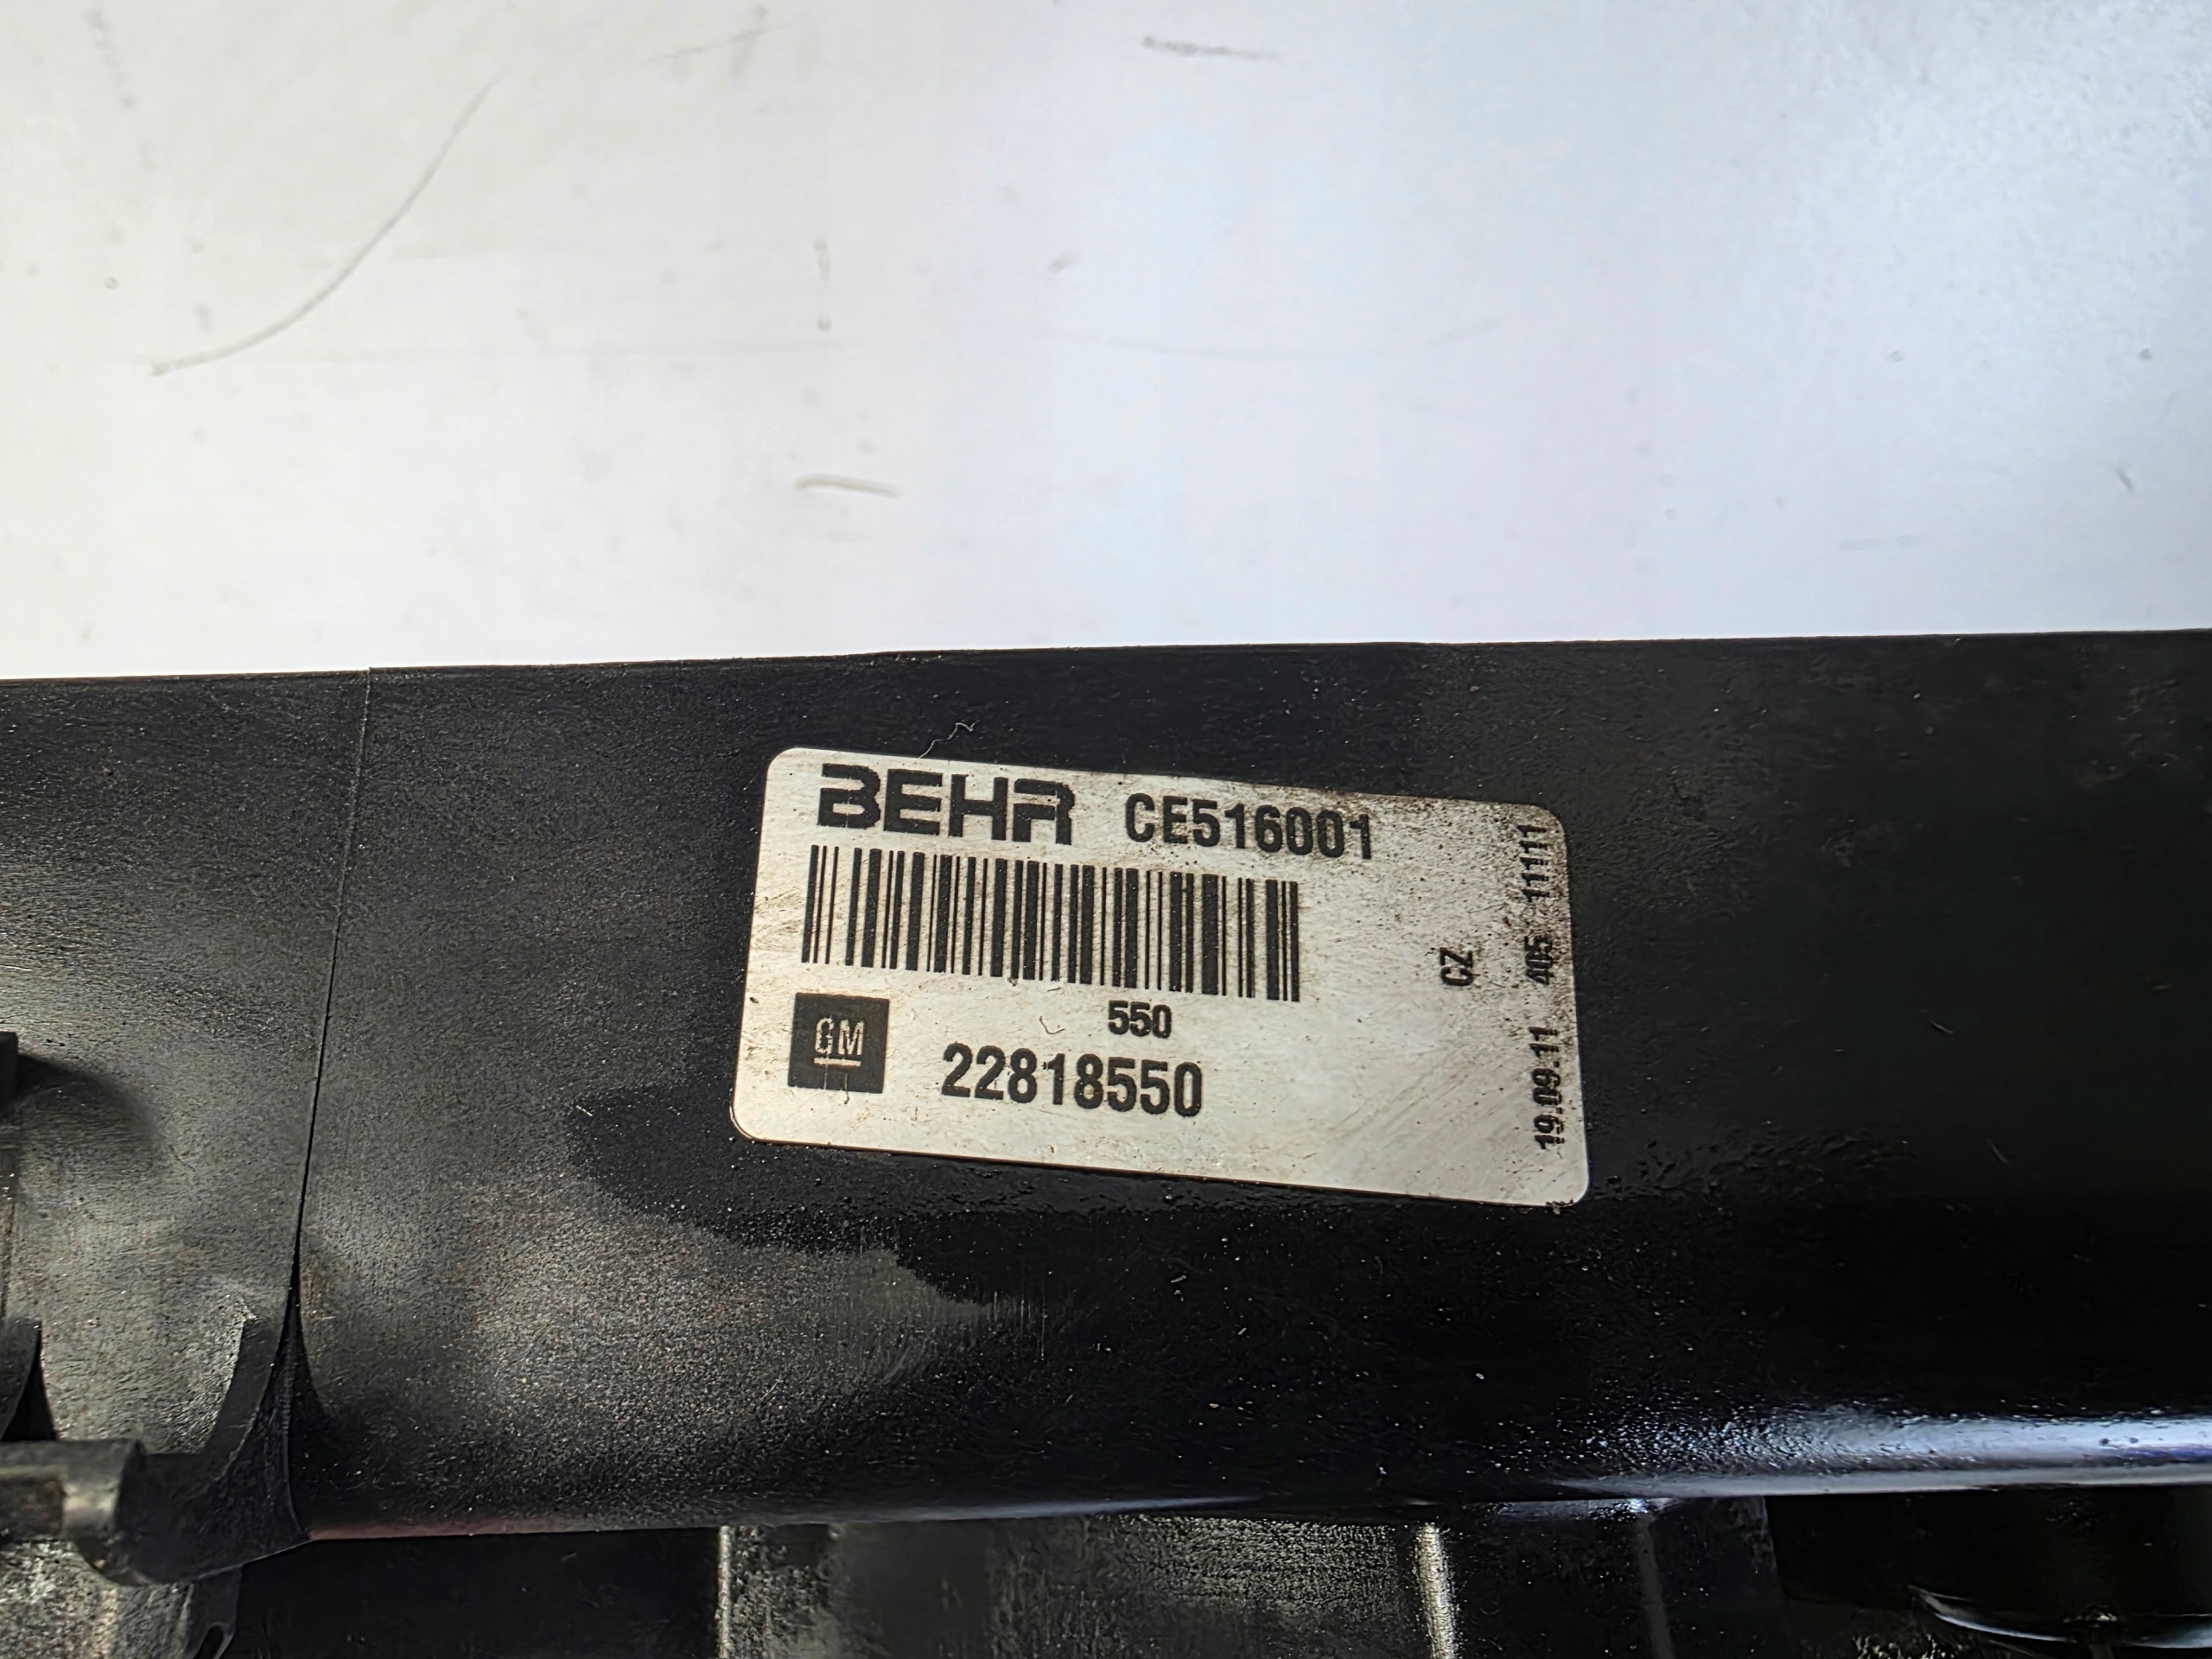 BEHR CE516001
550
GM 22818550
CZ
19.09.11 405 11111